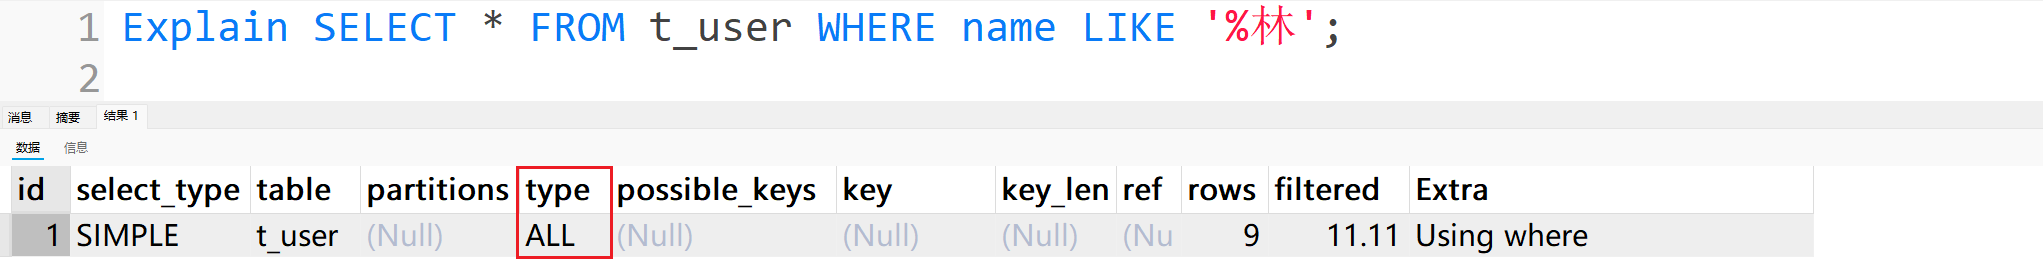 1 Explain SELECT * FROM t_user WHERE name LIKE '%林';
2
消息 摘要 结果 1
数据 信息
id select_type table partitions type possible_keys key key_len ref rows filtered Extra
1 SIMPLE t_user (Null) ALL (Null) (Null) (Null) (Nu 9 11.11 Using where